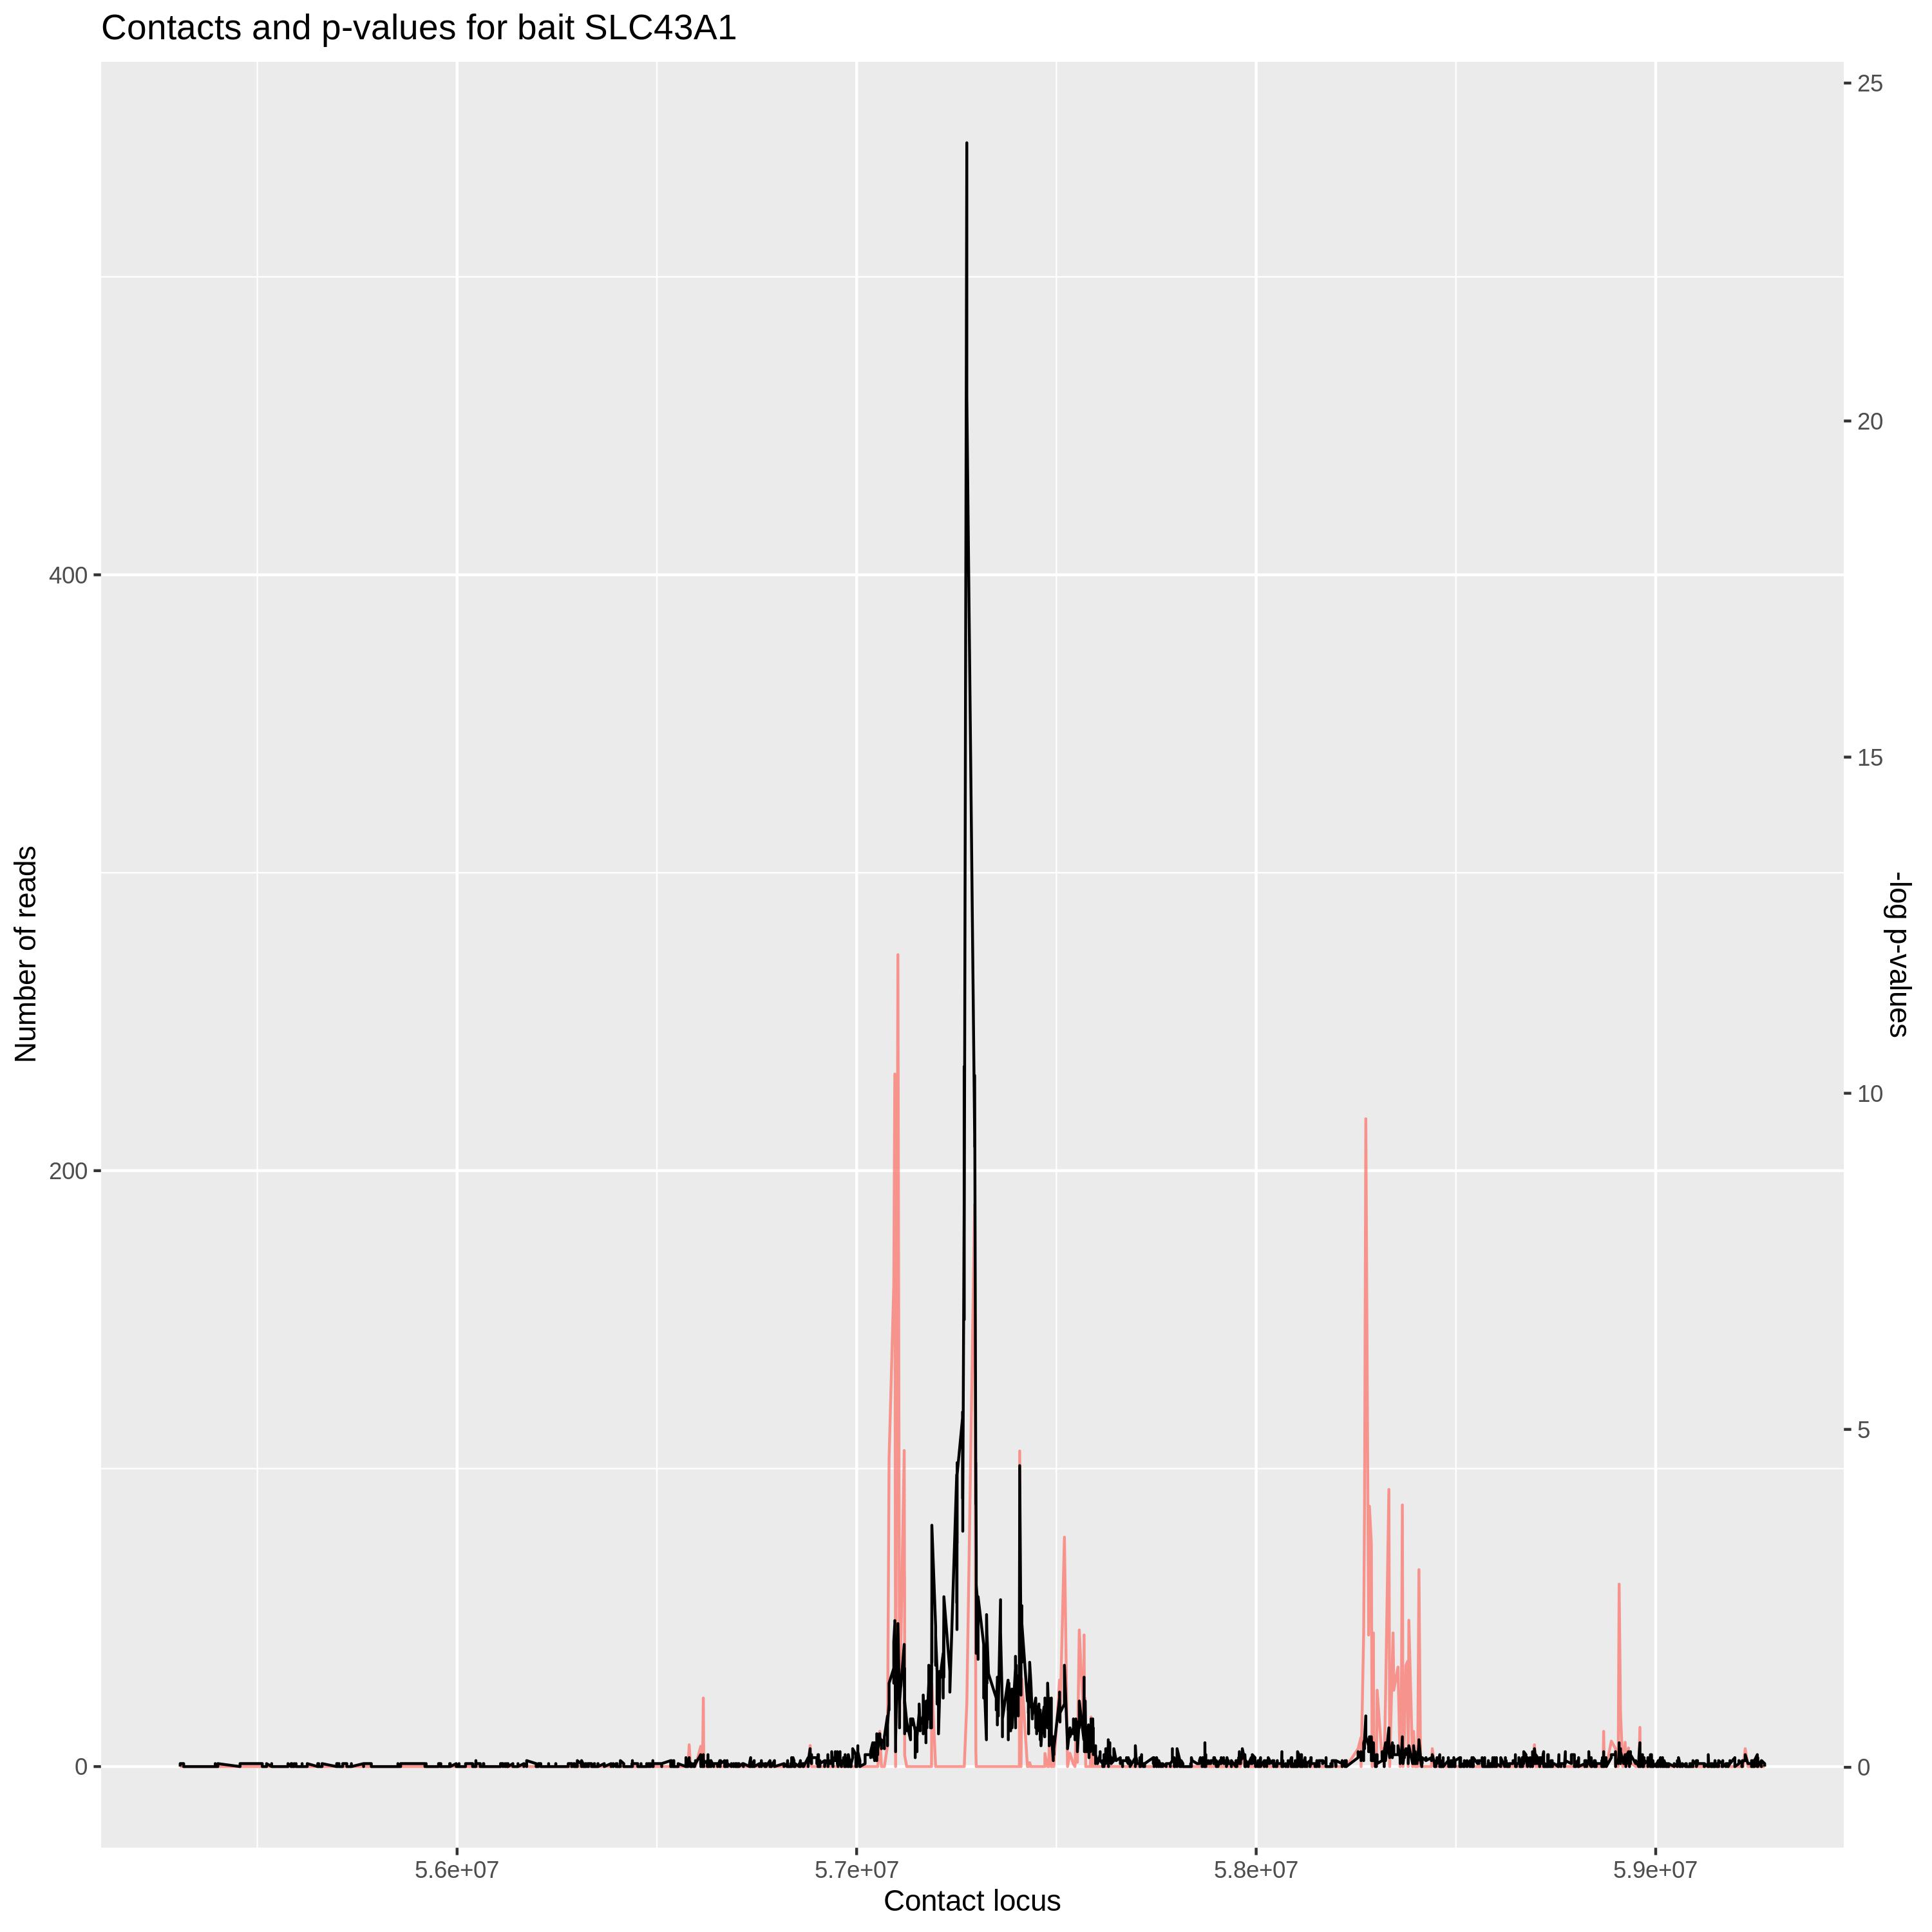 Contacts and p-values for bait SLC43A1
Number of reads
400
200
0
25
20
15
10
5
0
-log p-values
5.6e+07
5.7e+07
5.8e+07
5.9e+07
Contact locus